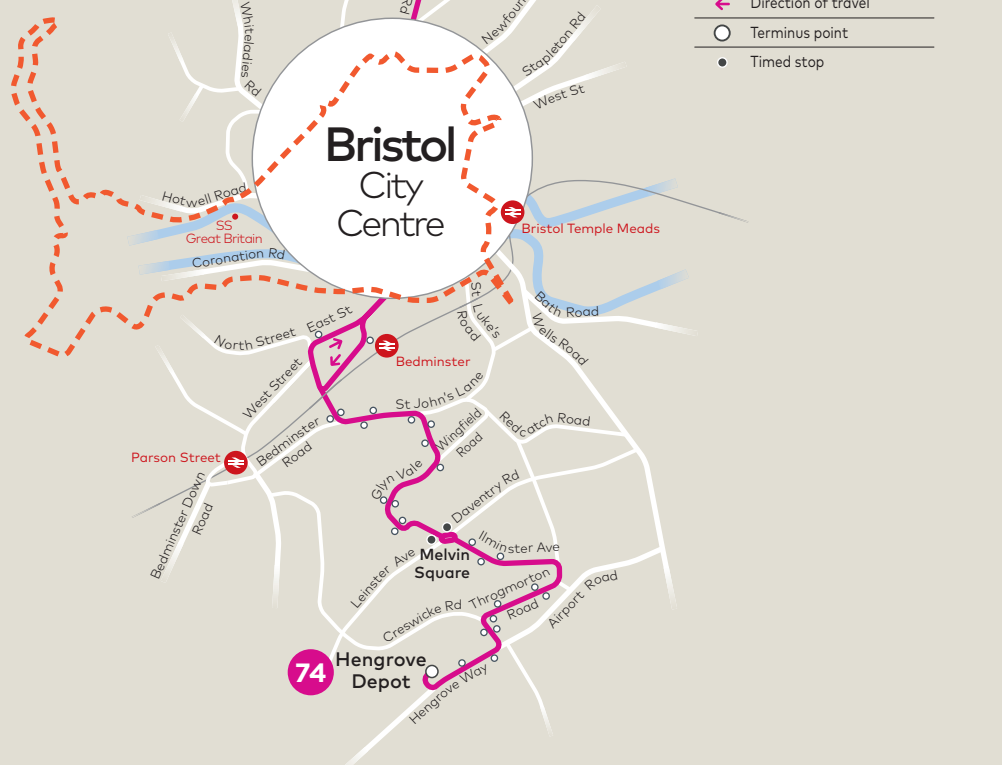 Direction of travel
Terminus point
Timed stop
Whiteladies Rd
Rd
Newfoun
Stapleton Rd
West St
Bristol
City
Centre
Hotwell Road
SS
Great Britain
Coronation Rd
Bristol Temple Meads
Bath Road
Wells Road
St Luke's
Road
East St
North Street
Bedminster
West Street
St John's Lane
Wingfield
Road
Redcatch Road
Parson Street
Bedminster
Road
Bedminster Down
Road
Glyn Vale
Daventry Rd
Ilminster Ave
Melvin
Square
Leinster Ave
Throgmorton
Road
Airport Road
Creswicke Rd
74
Hengrove
Depot
Hengrove Way